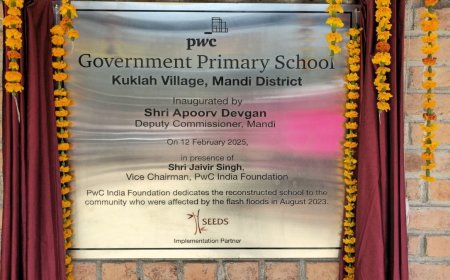 pwc
Government Primary School
Kuklah Village, Mandi District
Inaugurated by
Shri Apoorv Devgan
Deputy Commissioner, Mandi
On 12 February 2025,
in presence of
Shri Jaivir Singh,
Vice Chairman, PwC India Foundation
PwC India Foundation dedicates the reconstructed school to the
community who were affected by the flash floods in August 2023.
SEEDS
Implementation Partner